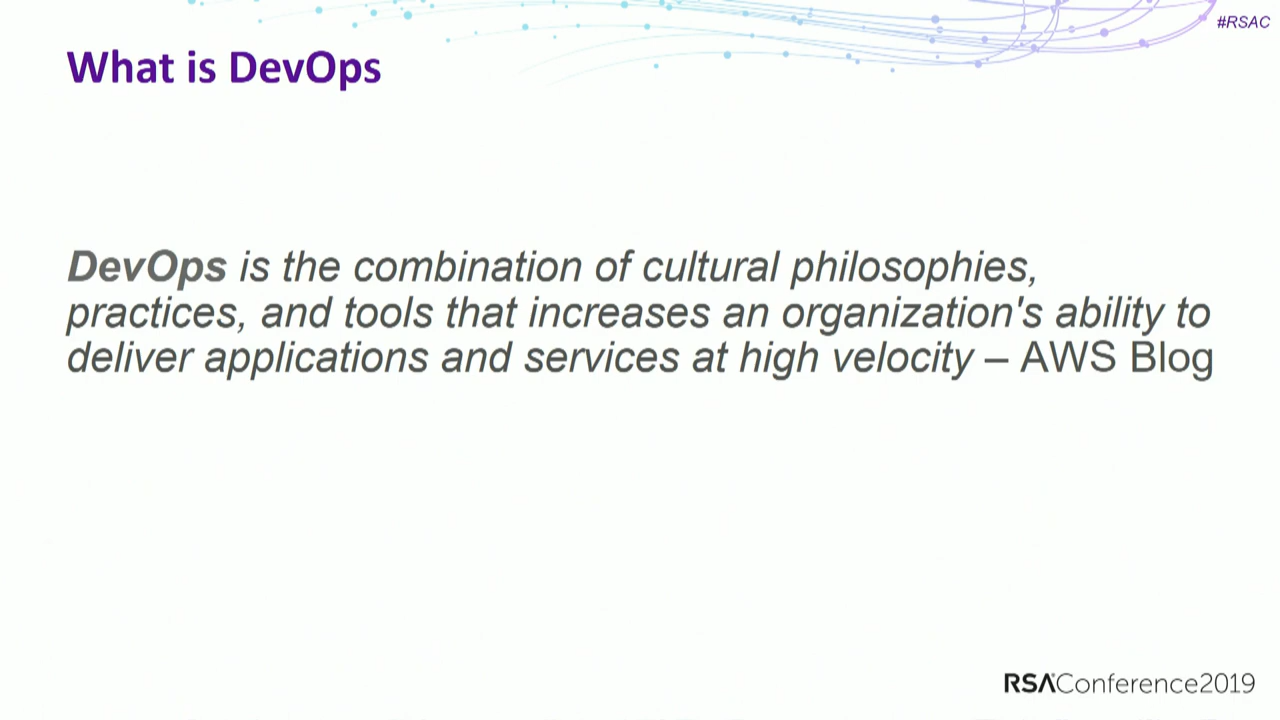 #RSAC
What is DevOps
DevOps is the combination of cultural philosophies,
practices, and tools that increases an organization's ability to
deliver applications and services at high velocity – AWS Blog
RSAConference2019